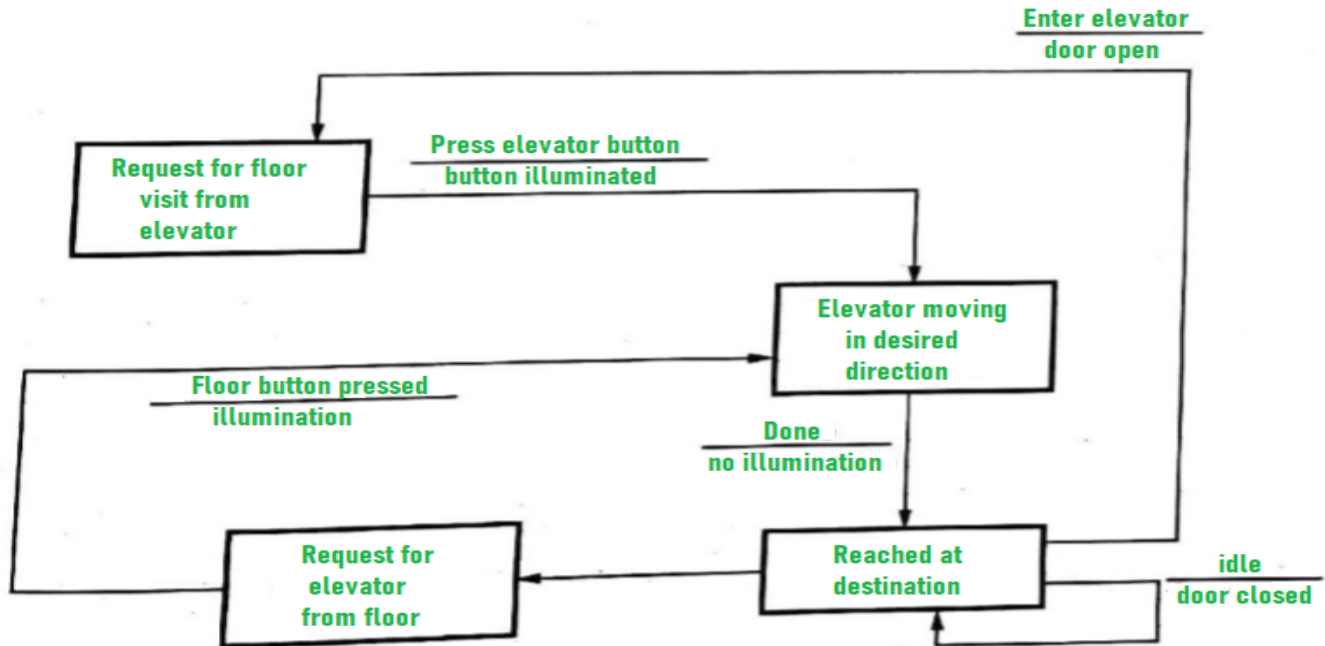 Enter elevator
door open
Request for floor
visit from
elevator
Press elevator button
button illuminated
Elevator moving
in desired
direction
Floor button pressed
illumination
Done
no illumination
Request for
elevator
from floor
Reached at
destination
idle
door closed